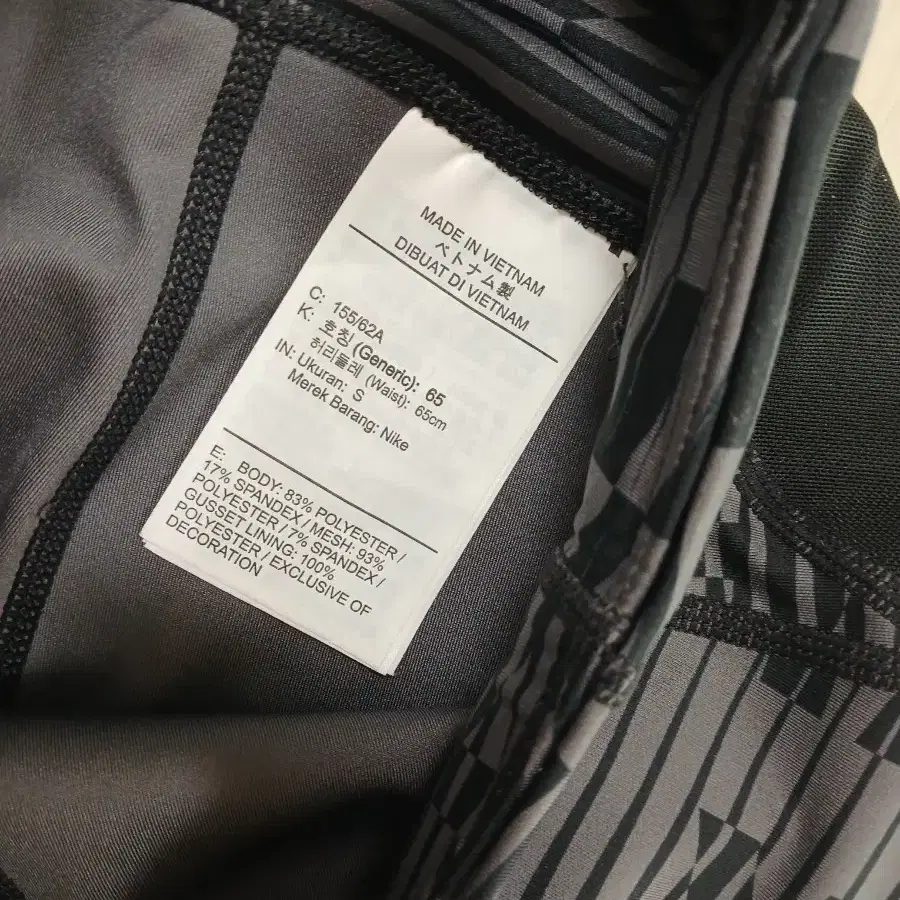 MADE IN VIETNAM
ベトナム製
DIBUAT DI VIETNAM
C: 155/62A
K: 호칭 (Generic): 65
허리둘레 (Waist): 65cm
IN: Ukuran: S
Merek Barang: Nike
E: BODY: 83% POLYESTER /
17% SPANDEX / MESH: 93%
POLYESTER / 7% SPANDEX /
GUSSET LINING: 100%
POLYESTER / EXCLUSIVE OF
DECORATION